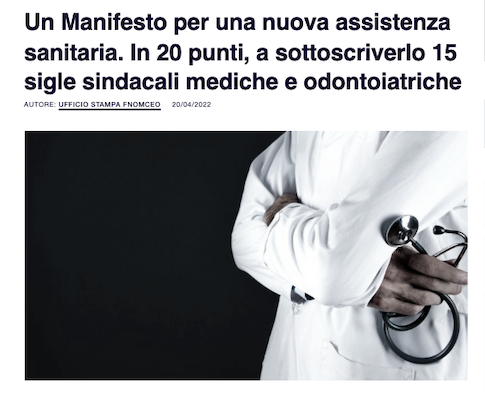 Un Manifesto per una nuova assistenza
sanitaria. In 20 punti, a sottoscriverlo 15
sigle sindacali mediche e odontoiatriche
AUTORE: UFFICIO STAMPA FNOMCEO 20/04/2022